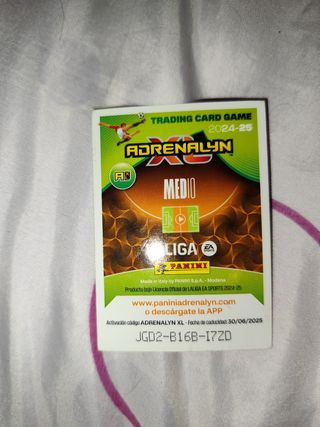 TRADING CARD GAME
2024-25
ADRENALYN
XL
MEDIO
LALIGA EA SPORTS
PANINI
Made in Italy by PANINI S.p.A. - Modena
Producto bajo Licencia Oficial de LALIGA EA SPORTS 2024-25.
www.paniniadrenalyn.com
o descárgate la APP
Activación código ADRENALYN XL - Fecha de caducidad: 30/06/2025
JGD2-B16B-I7ZD